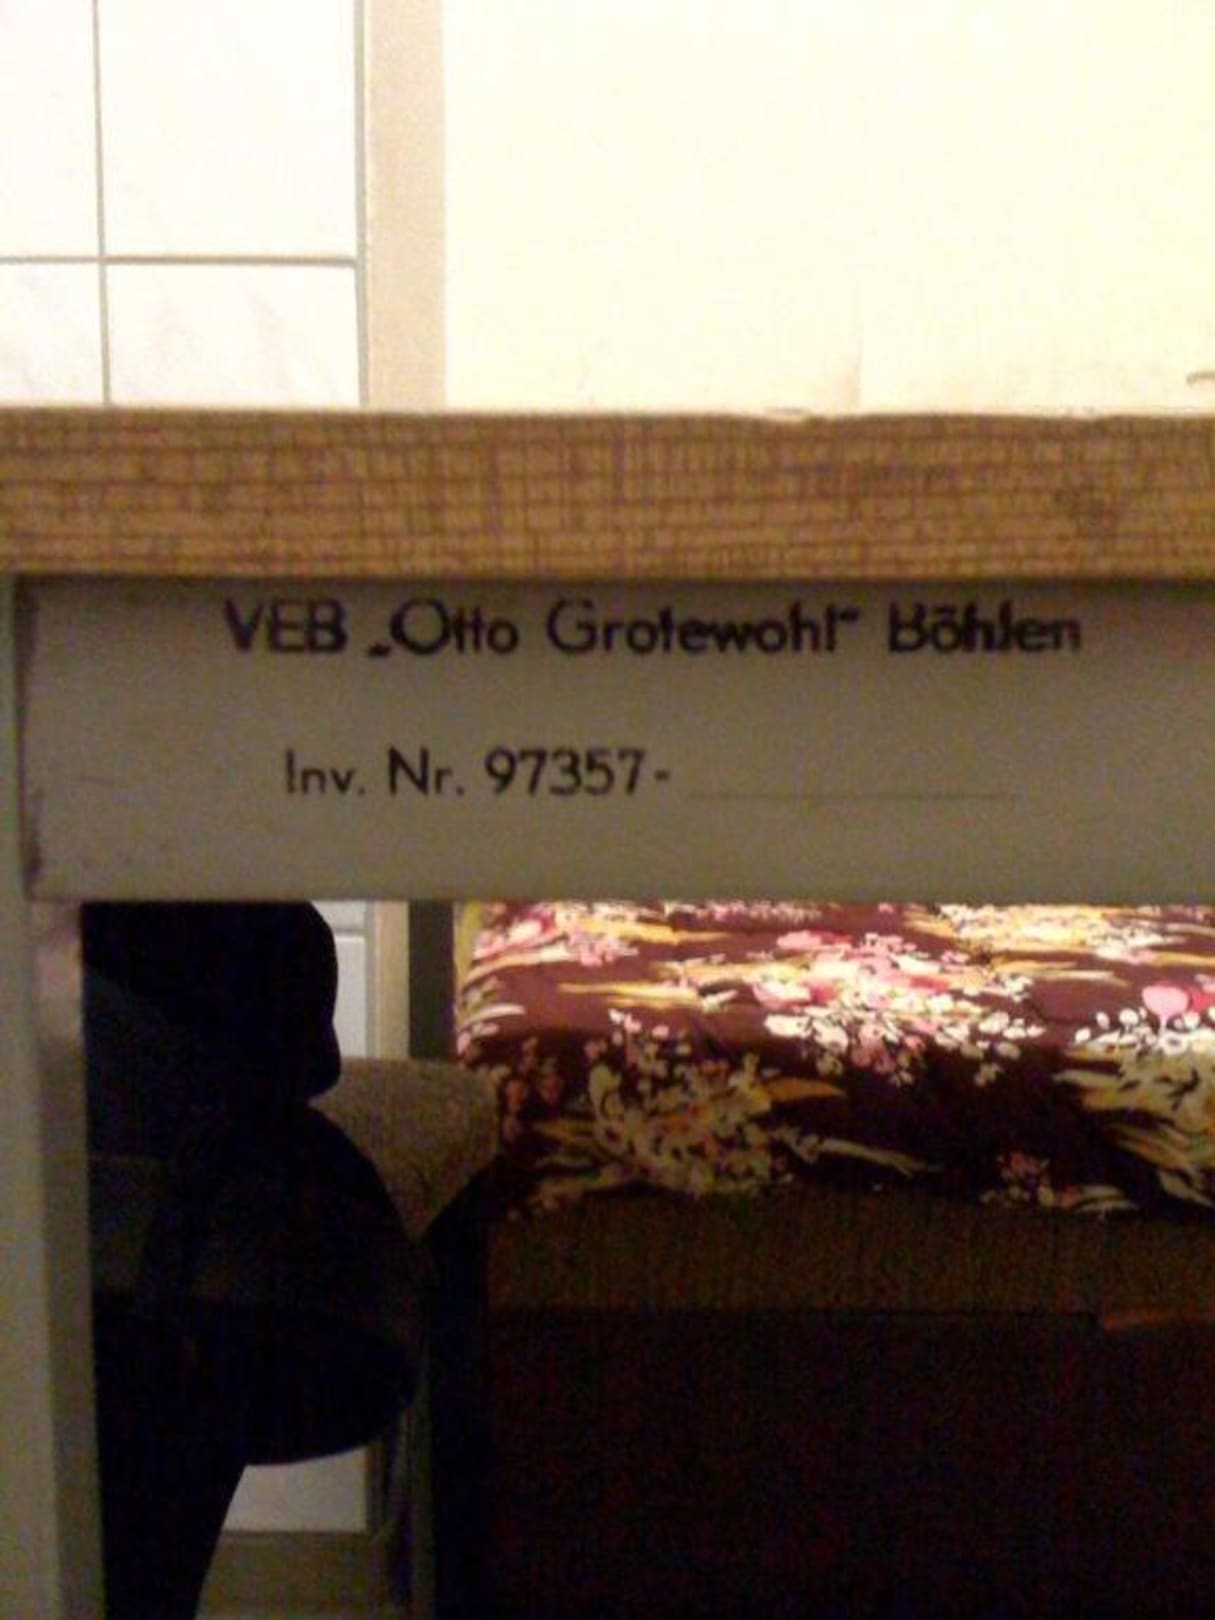 VEB „Otto Grotewohl“ Böhlen
Inv. Nr. 97357-